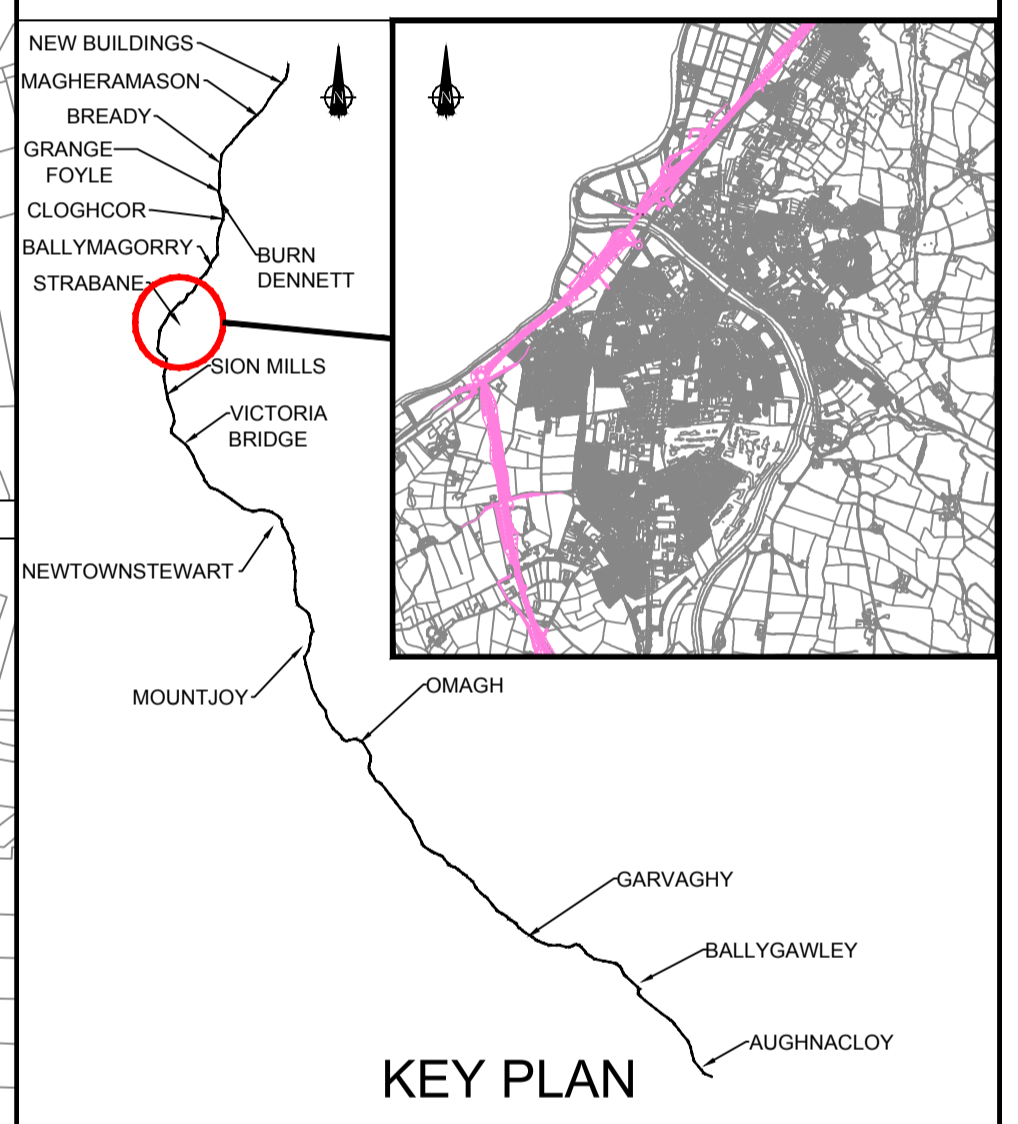 NEW BUILDINGS
MAGHERAMASON
BREADY
GRANGE
FOYLE
CLOGHCOR
BALLYMAGORRY
BURN
DENNETT
STRABANE
SION MILLS
VICTORIA
BRIDGE
NEWTOWNSTEWART
MOUNTJOY
OMAGH
GARVAGHY
BALLYGAWLEY
AUGHNACLOY
KEY PLAN
N
N